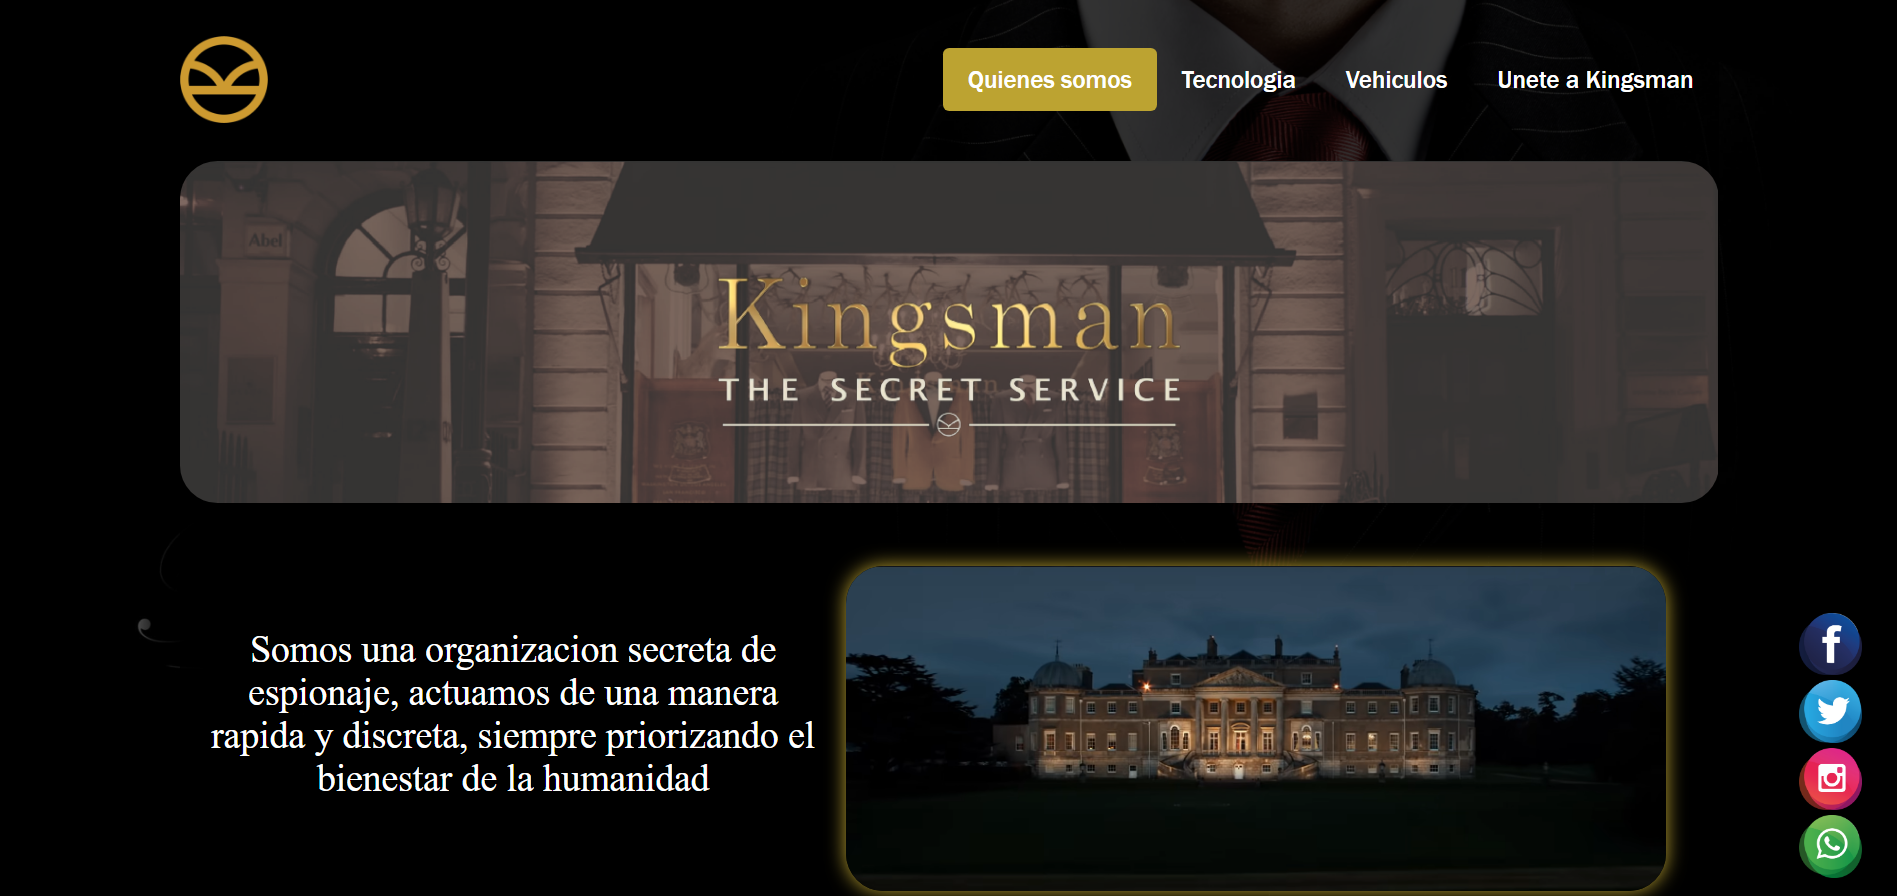 Quienes somos
Tecnologia
Vehiculos
Unete a Kingsman
Abel
Kingsman
THE SECRET SERVICE
Somos una organizacion secreta de
espionaje, actuamos de una manera
rapida y discreta, siempre priorizando el
bienestar de la humanidad